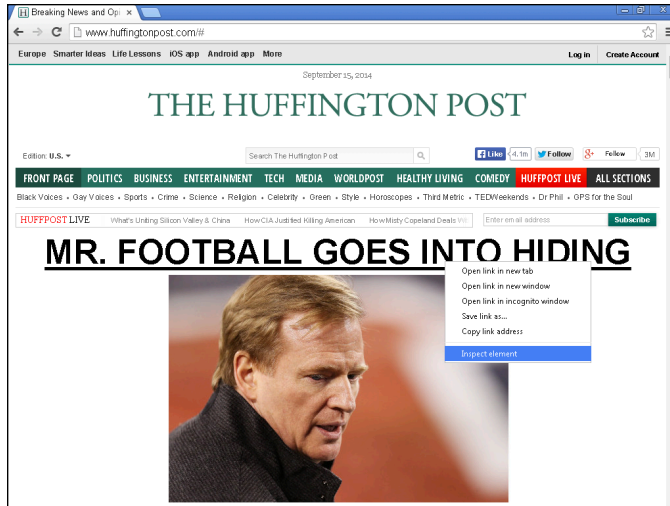 Breaking News and Opi
www.huffingtonpost.com/#
Europe Smarter Ideas Life Lessons iOS app Android app More Log in Create Account
September 15, 2014
THE HUFFINGTON POST
Edition: U.S. Search The Huffington Post Like 4.1m Follow Follow 3M
FRONT PAGE POLITICS BUSINESS ENTERTAINMENT TECH MEDIA WORLDPOST HEALTHY LIVING COMEDY HUFFPOST LIVE ALL SECTIONS
Black Voices • Gay Voices • Sports • Crime • Science • Religion • Celebrity • Green • Style • Horoscopes • Third Metric • TEDWeekends • Dr Phil • GPS for the Soul
HUFFPOST LIVE What's Uniting Silicon Valley & China How CIA Justified Killing American How Misty Copeland Deals Enter email address Subscribe
MR. FOOTBALL GOES INTO HIDING
Open link in new tab
Open link in new window
Open link in incognito window
Save link as...
Copy link address
Inspect element